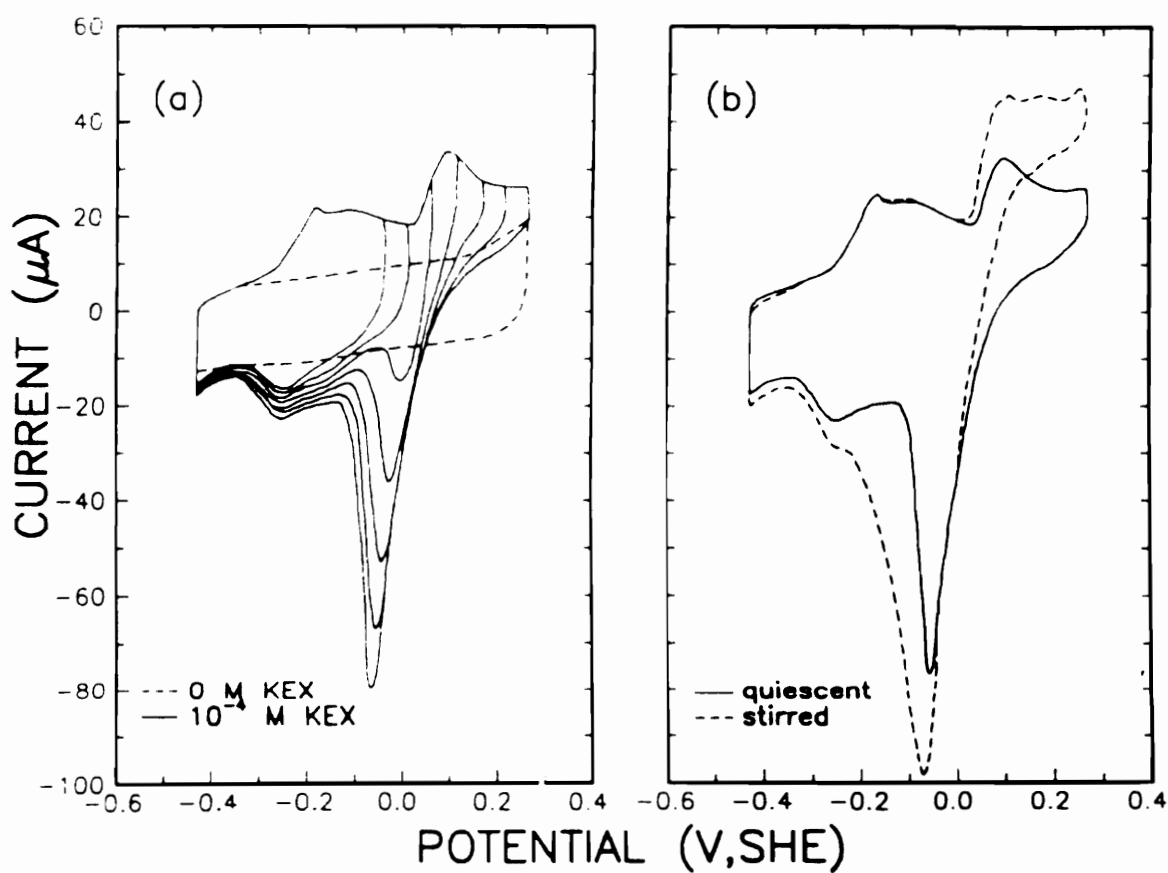 60
40
20
0
-20
-40
-60
-80
-100
CURRENT (µA)
(a)
--- 0 M KEX
— 10⁻⁴ M KEX
-0.6 -0.4 -0.2 0.0 0.2 0.4
(b)
— quiescent
--- stirred
-0.6 -0.4 -0.2 0.0 0.2 0.4
POTENTIAL (V,SHE)